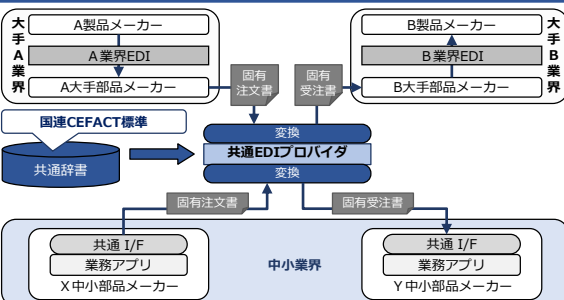 大手A業界
A製品メーカー
A業界EDI
A大手部品メーカー
固有
注文書
固有
受注書
B製品メーカー
B業界EDI
B大手部品メーカー
大手B業界
国連CEFACT標準
共通辞書
変換
共通EDIプロバイダ
変換
固有注文書
固有受注書
共通 I/F
業務アプリ
X中小部品メーカー
中小業界
共通 I/F
業務アプリ
Y中小部品メーカー